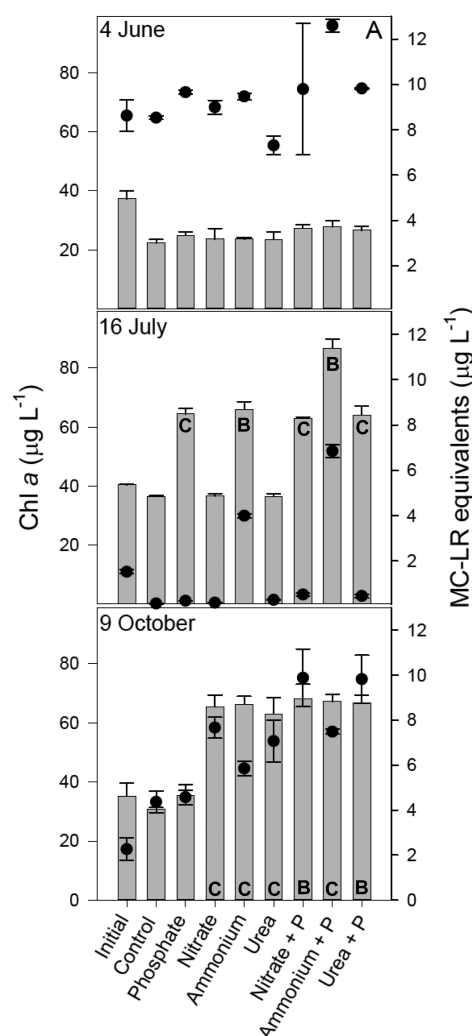 4 June
A
80
60
40
20
12
10
8
6
4
2
16 July
80
60
40
20
12
10
8
6
4
2
C
B
C
B
C
9 October
80
60
40
20
0
12
10
8
6
4
2
0
C
C
C
B
C
B
Chl a (µg L⁻¹)
MC-LR equivalents (µg L⁻¹)
Initial
Control
Phosphate
Nitrate
Ammonium
Urea
Nitrate + P
Ammonium + P
Urea + P